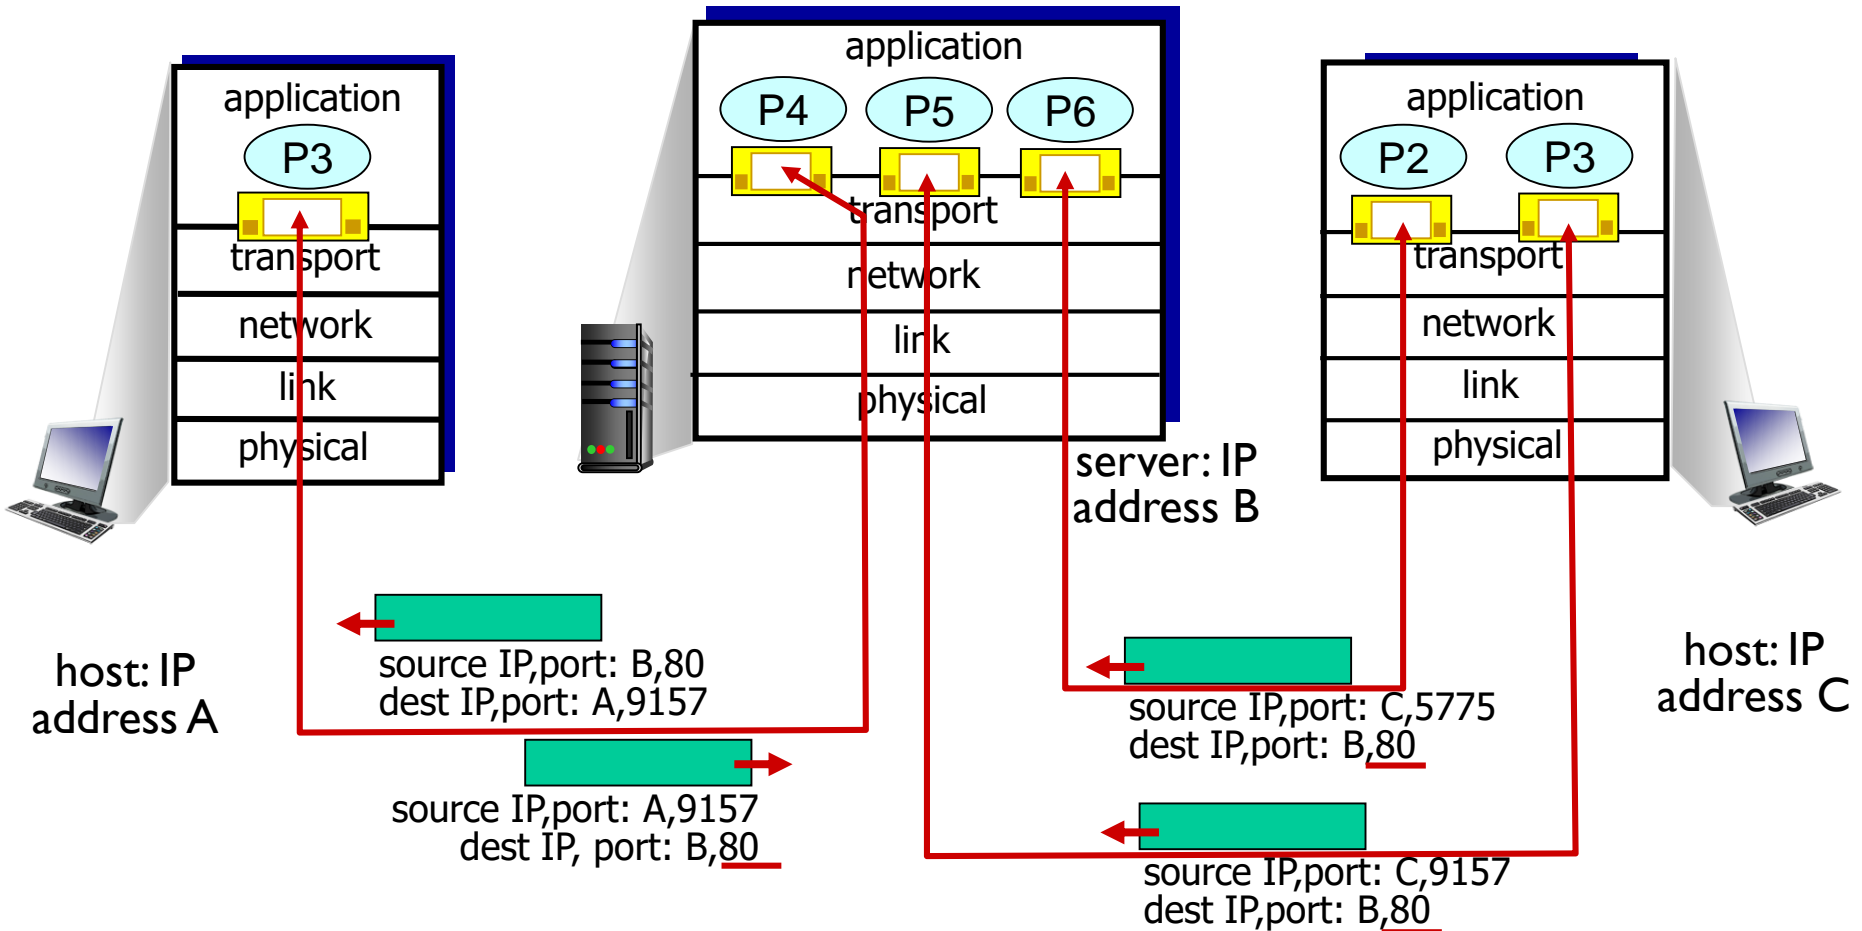 application
P3
transport
network
link
physical
host: IP
address A
application
P4 P5 P6
transport
network
link
physical
server: IP
address B
application
P2 P3
transport
network
link
physical
host: IP
address C
source IP,port: B,80
dest IP,port: A,9157
source IP,port: A,9157
dest IP, port: B,80
source IP,port: C,5775
dest IP,port: B,80
source IP,port: C,9157
dest IP,port: B,80